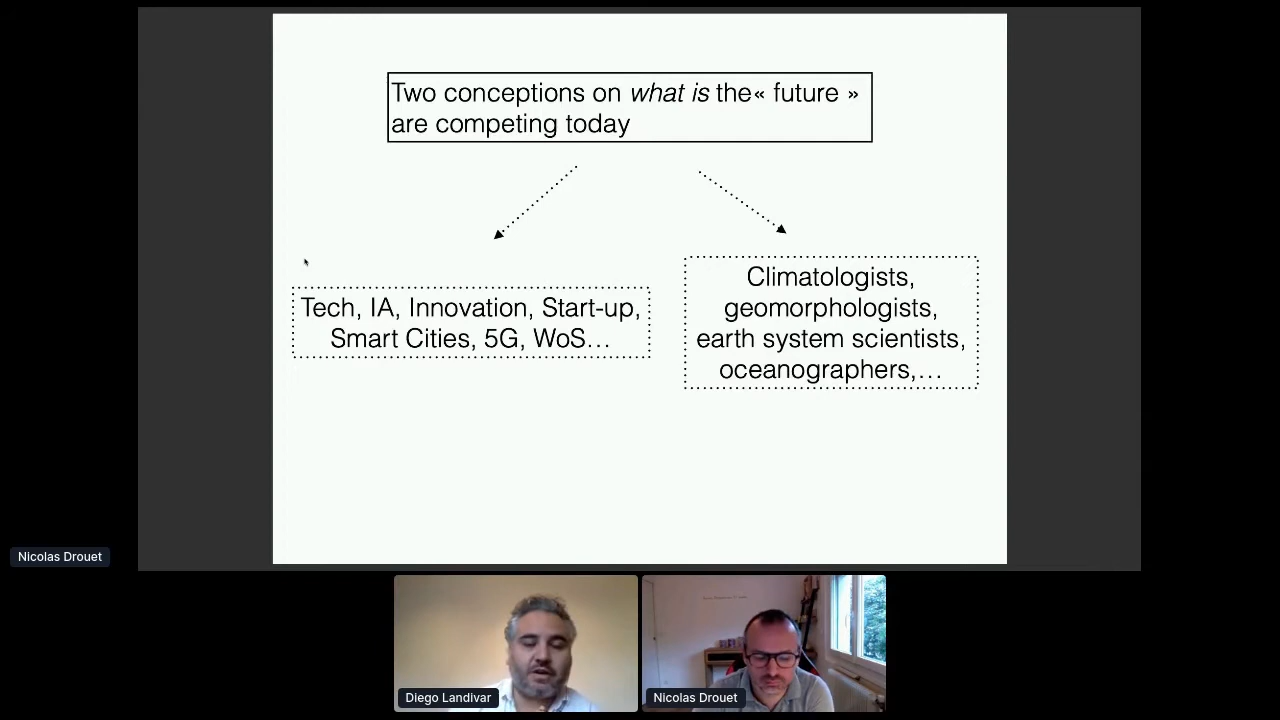 Two conceptions on what is the« future »
are competing today
Tech, IA, Innovation, Start-up,
Smart Cities, 5G, WoS…
Climatologists,
geomorphologists,
earth system scientists,
oceanographers,…
Nicolas Drouet
Diego Landivar
Nicolas Drouet